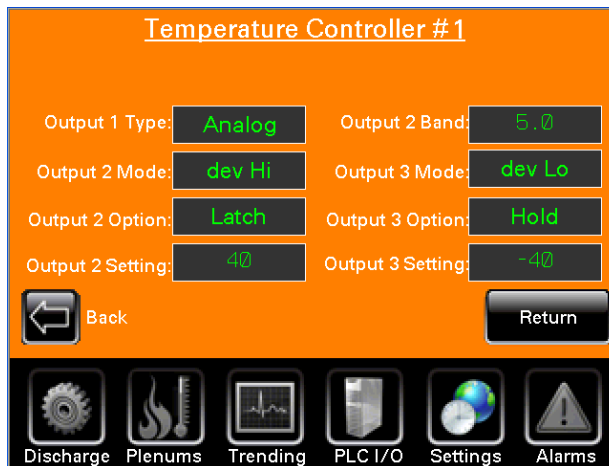 Temperature Controller #1
Output 1 Type: Analog
Output 2 Band: 5.0
Output 2 Mode: dev Hi
Output 3 Mode: dev Lo
Output 2 Option: Latch
Output 3 Option: Hold
Output 2 Setting: 40
Output 3 Setting: -40
Back
Return
Discharge
Plenums
Trending
PLC I/O
Settings
Alarms